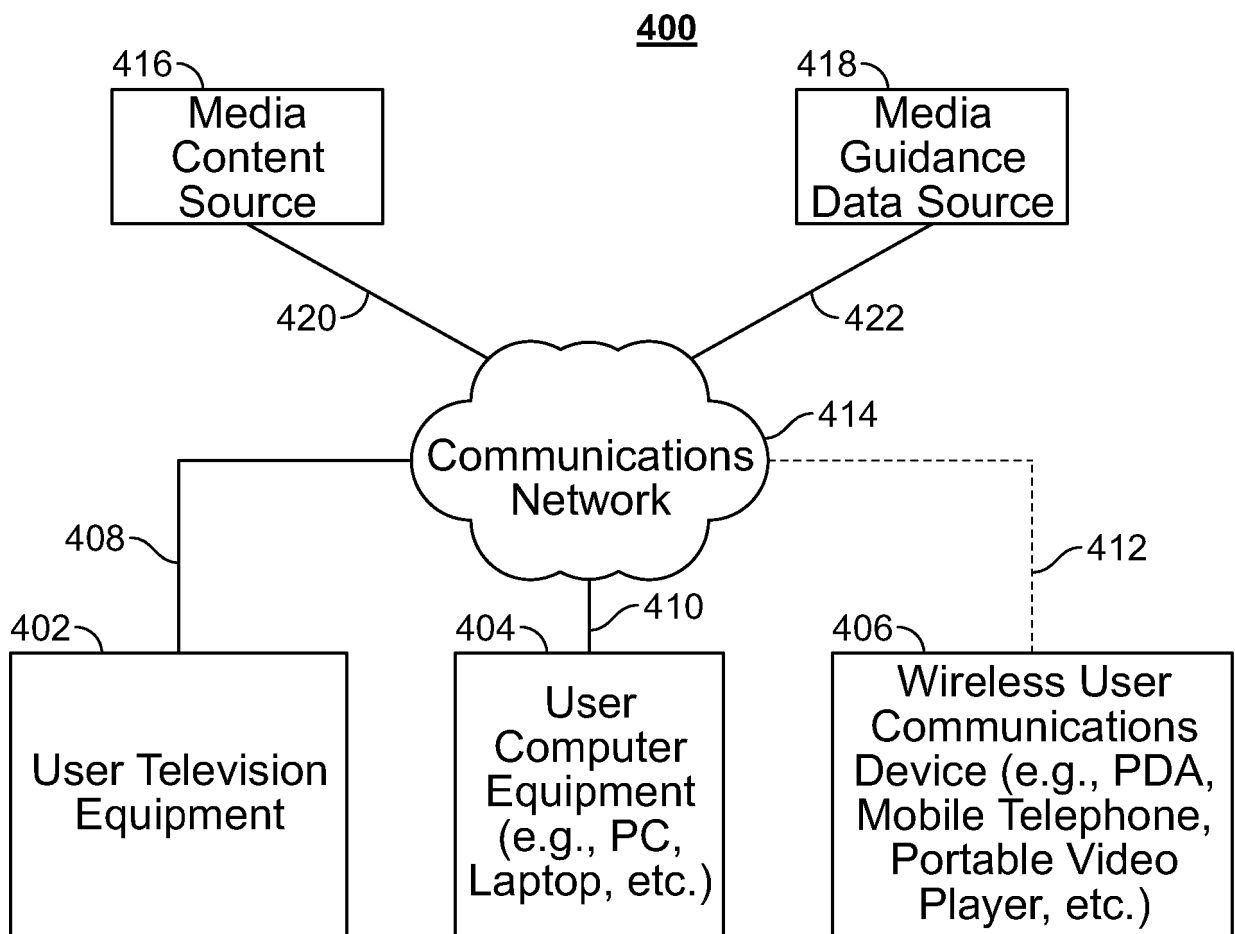 400
416
Media
Content
Source
418
Media
Guidance
Data Source
420
422
414
Communications
Network
408
412
410
402
User Television
Equipment
404
User
Computer
Equipment
(e.g., PC,
Laptop, etc.)
406
Wireless User
Communications
Device (e.g., PDA,
Mobile Telephone,
Portable Video
Player, etc.)